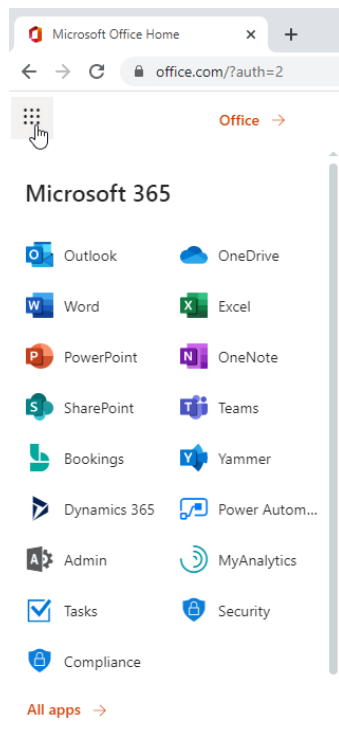 Microsoft Office Home
office.com/?auth=2
Office
Microsoft 365
Outlook
OneDrive
Word
Excel
PowerPoint
OneNote
SharePoint
Teams
Bookings
Yammer
Dynamics 365
Power Autom...
Admin
MyAnalytics
Tasks
Security
Compliance
All apps